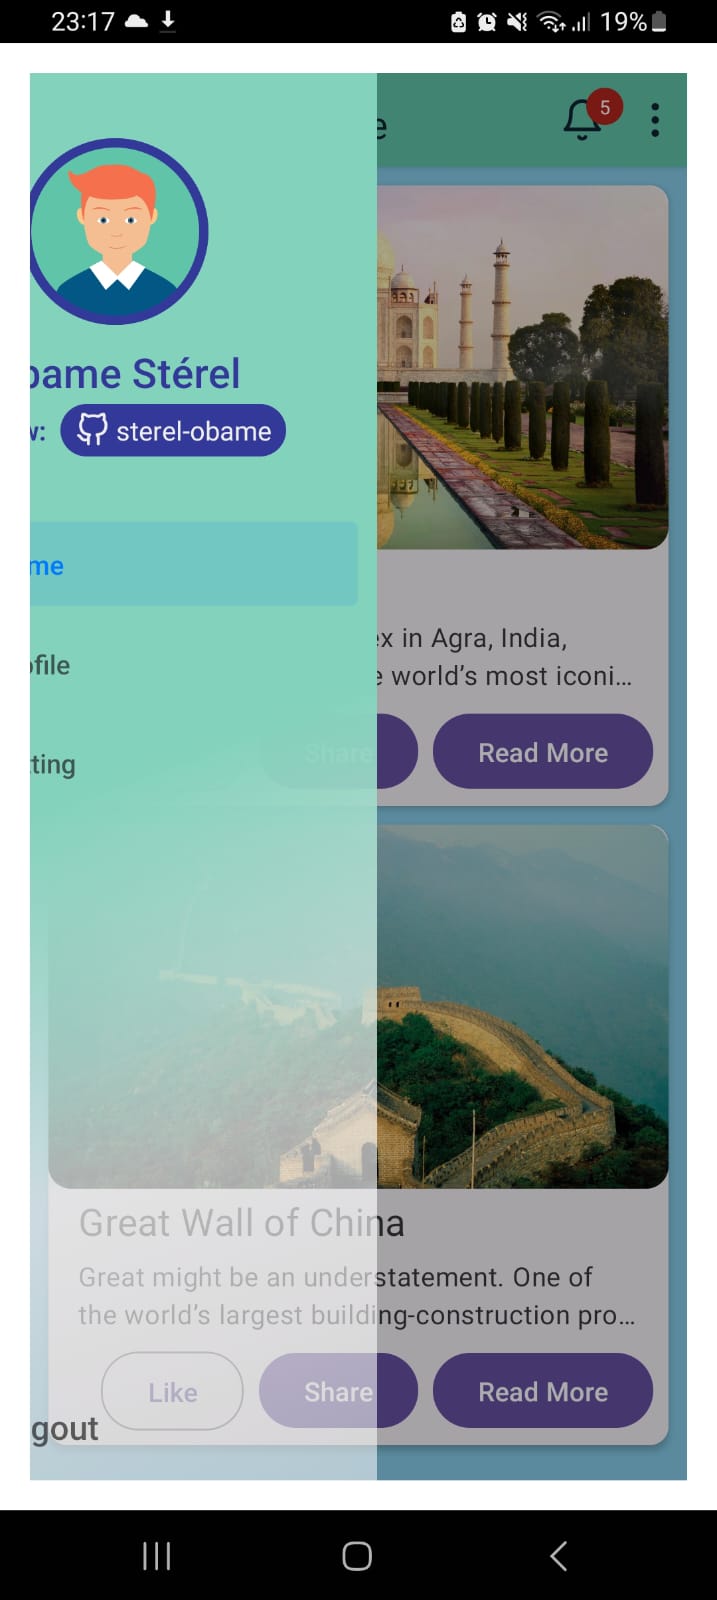 23:17 19%
e 5
bame Stérel
w: sterel-obame
me
ofile
tting
ex in Agra, India,
e world's most iconi...
Share Read More
Great Wall of China
Great might be an understatement. One of
the world's largest building-construction pro...
Like Share Read More
gout